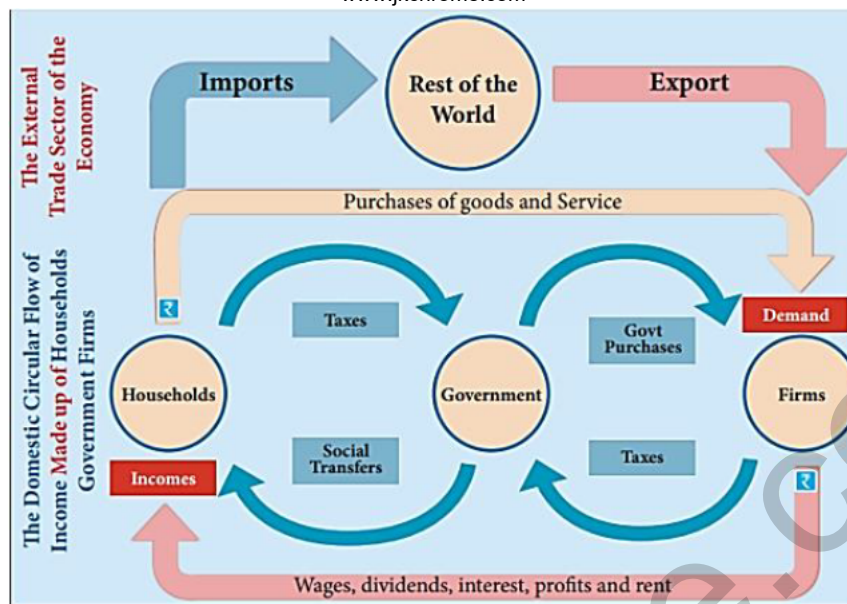 Imports
Rest of the
World
Export
The External
Trade Sector of the
Economy
Purchases of goods and Service
₹
The Domestic Circular Flow of
Income Made up of Households
Government Firms
Taxes
Govt
Purchases
Demand
Households
Government
Firms
Social
Transfers
Taxes
Incomes
₹
Wages, dividends, interest, profits and rent